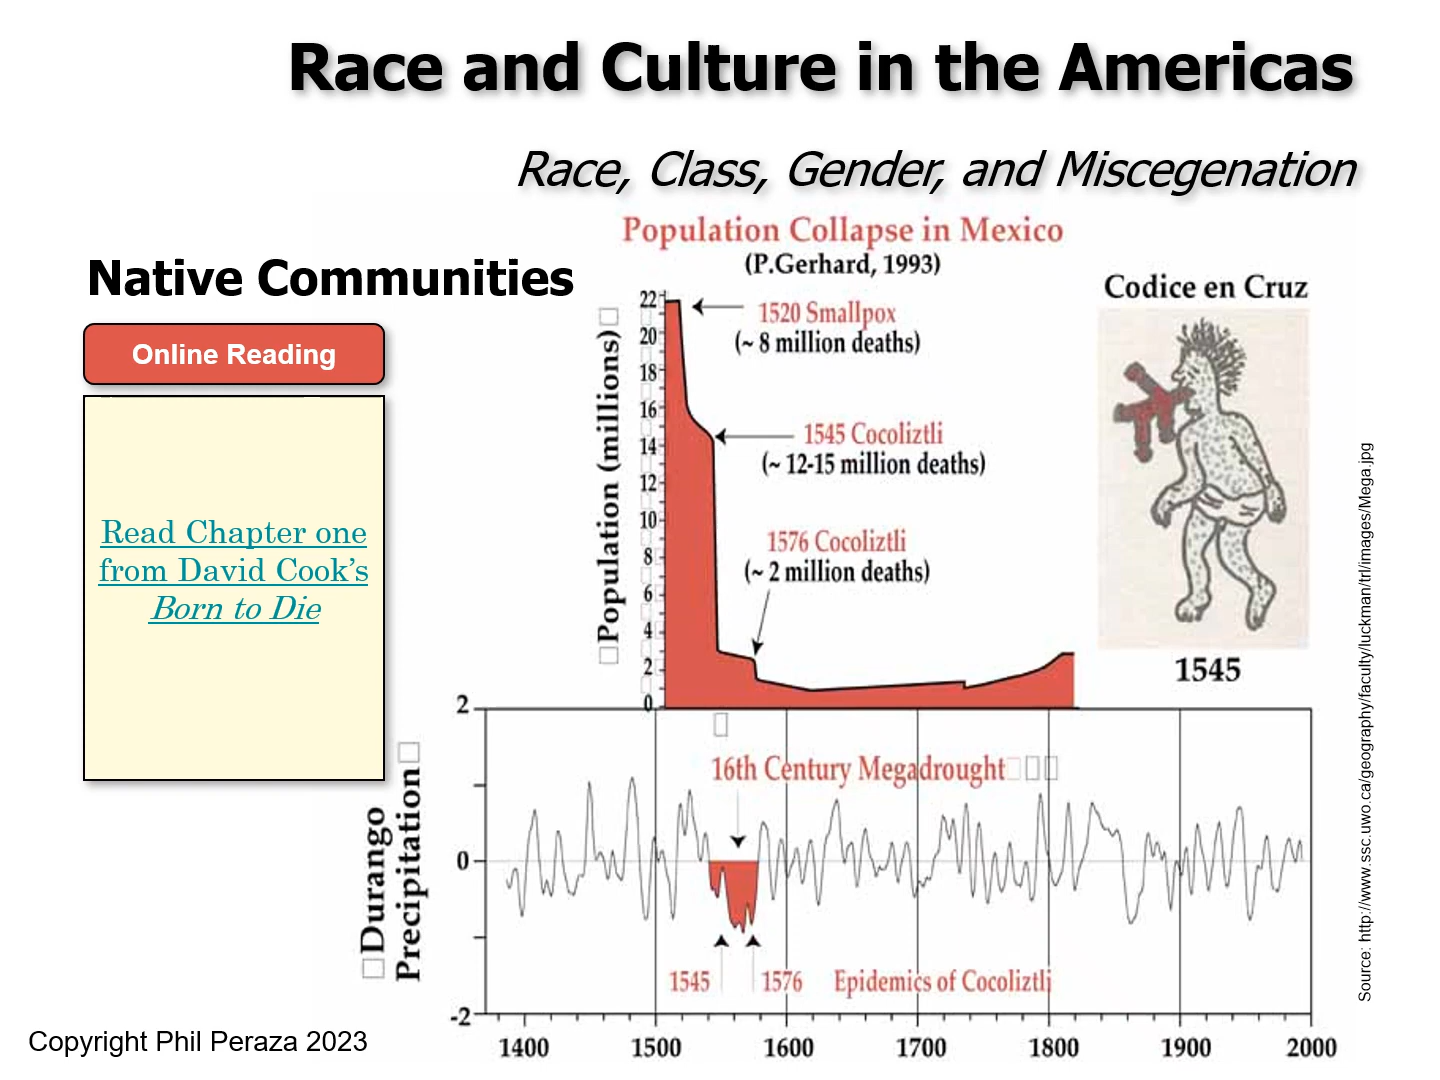 Race and Culture in the Americas
Race, Class, Gender, and Miscegenation
Native Communities
Online Reading
Read Chapter one
from David Cook’s
Born to Die
Population Collapse in Mexico
(P.Gerhard, 1993)
Population (millions)
22
20
18
16
14
12
10
8
6
4
2
0
1520 Smallpox
(~ 8 million deaths)
1545 Cocoliztli
(~ 12-15 million deaths)
1576 Cocoliztli
(~ 2 million deaths)
Codice en Cruz
1545
Durango
Precipitation
2
1
0
-2
16th Century Megadrought
1545
1576
Epidemics of Cocoliztli
1400
1500
1600
1700
1800
1900
2000
Source: http://www.ssc.uwo.ca/geography/faculty/luckman/trl/images/Mega.jpg
Copyright Phil Peraza 2023